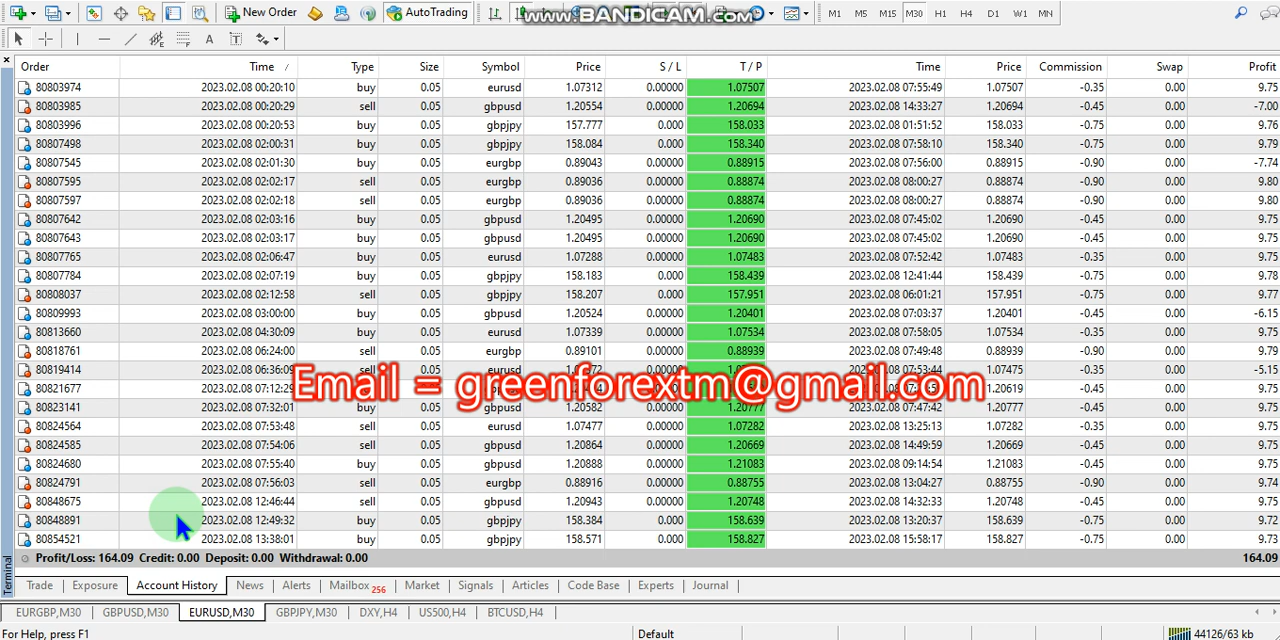 New Order AutoTrading M1 M5 M15 M30 H1 H4 D1 W1 MN
www.BANDICAM.com
A T
Order Time / Type Size Symbol Price S / L T / P Time Price Commission Swap Profit
80803974 2023.02.08 00:20:10 buy 0.05 eurusd 1.07312 0.00000 1.07507 2023.02.08 07:55:49 1.07507 -0.35 0.00 9.75
80803985 2023.02.08 00:20:29 sell 0.05 gbpusd 1.20554 0.00000 1.20694 2023.02.08 14:33:27 1.20694 -0.45 0.00 -7.00
80803996 2023.02.08 00:20:53 buy 0.05 gbpjpy 157.777 0.000 158.033 2023.02.08 01:51:52 158.033 -0.75 0.00 9.76
80807498 2023.02.08 02:00:31 buy 0.05 gbpjpy 158.084 0.000 158.340 2023.02.08 07:58:10 158.340 -0.75 0.00 9.79
80807545 2023.02.08 02:01:30 buy 0.05 eurgbp 0.89043 0.00000 0.88915 2023.02.08 07:56:00 0.88915 -0.90 0.00 -7.74
80807595 2023.02.08 02:02:17 sell 0.05 eurgbp 0.89036 0.00000 0.88874 2023.02.08 08:00:27 0.88874 -0.90 0.00 9.80
80807597 2023.02.08 02:02:18 sell 0.05 eurgbp 0.89036 0.00000 0.88874 2023.02.08 08:00:27 0.88874 -0.90 0.00 9.80
80807642 2023.02.08 02:03:16 buy 0.05 gbpusd 1.20495 0.00000 1.20690 2023.02.08 07:45:02 1.20690 -0.45 0.00 9.75
80807643 2023.02.08 02:03:17 buy 0.05 gbpusd 1.20495 0.00000 1.20690 2023.02.08 07:45:02 1.20690 -0.45 0.00 9.75
80807765 2023.02.08 02:06:47 buy 0.05 eurusd 1.07288 0.00000 1.07483 2023.02.08 07:52:42 1.07483 -0.35 0.00 9.75
80807784 2023.02.08 02:07:19 buy 0.05 gbpjpy 158.183 0.000 158.439 2023.02.08 12:41:44 158.439 -0.75 0.00 9.78
80808037 2023.02.08 02:12:58 sell 0.05 gbpjpy 158.207 0.000 157.951 2023.02.08 06:01:21 157.951 -0.75 0.00 9.77
80809993 2023.02.08 03:00:00 buy 0.05 gbpusd 1.20524 0.00000 1.20401 2023.02.08 07:03:37 1.20401 -0.45 0.00 -6.15
80813660 2023.02.08 04:30:09 buy 0.05 eurusd 1.07339 0.00000 1.07534 2023.02.08 07:58:05 1.07534 -0.35 0.00 9.75
80818761 2023.02.08 06:24:00 sell 0.05 eurgbp 0.89101 0.00000 0.88939 2023.02.08 07:49:48 0.88939 -0.90 0.00 9.79
80819414 2023.02.08 06:36:09 1.07475 -0.35 0.00 -5.15
80821677 2023.02.08 07:12:2 1.20619 -0.45 0.00 9.75
Email = greenforextm@gmail.com
80823141 2023.02.08 07:32:01 buy 0.05 gbpusd 1.20582 0.00000 1.20777 2023.02.08 07:47:42 1.20777 -0.45 0.00 9.75
80824564 2023.02.08 07:53:48 sell 0.05 eurusd 1.07477 0.00000 1.07282 2023.02.08 13:25:13 1.07282 -0.35 0.00 9.75
80824585 2023.02.08 07:54:06 sell 0.05 gbpusd 1.20864 0.00000 1.20669 2023.02.08 14:49:59 1.20669 -0.45 0.00 9.75
80824680 2023.02.08 07:55:40 buy 0.05 gbpusd 1.20888 0.00000 1.21083 2023.02.08 09:14:54 1.21083 -0.45 0.00 9.75
80824791 2023.02.08 07:56:03 sell 0.05 eurgbp 0.88916 0.00000 0.88755 2023.02.08 13:04:27 0.88755 -0.90 0.00 9.74
80848675 2023.02.08 12:46:44 sell 0.05 gbpusd 1.20943 0.00000 1.20748 2023.02.08 14:32:33 1.20748 -0.45 0.00 9.75
80848891 2023.02.08 12:49:32 buy 0.05 gbpjpy 158.384 0.000 158.639 2023.02.08 13:20:37 158.639 -0.75 0.00 9.72
80854521 2023.02.08 13:38:01 buy 0.05 gbpjpy 158.571 0.000 158.827 2023.02.08 15:58:17 158.827 -0.75 0.00 9.73
Profit/Loss: 164.09 Credit: 0.00 Deposit: 0.00 Withdrawal: 0.00 164.09
Terminal
Trade Exposure Account History News Alerts Mailbox 256 Market Signals Articles Code Base Experts Journal
EURGBP,M30 GBPUSD,M30 EURUSD,M30 GBPJPY,M30 DXY,H4 US500,H4 BTCUSD,H4
For Help, press F1 Default 44126/63 kb